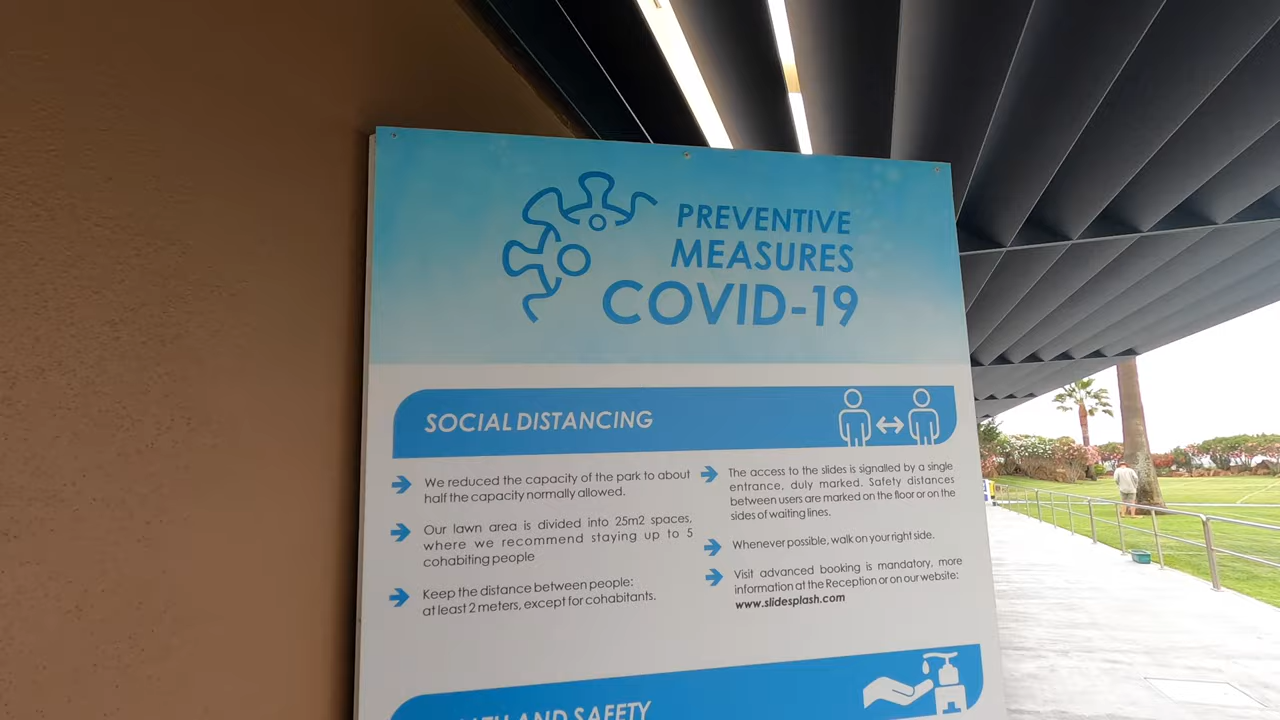 PREVENTIVE
MEASURES
COVID-19
SOCIAL DISTANCING
We reduced the capacity of the park to about
half the capacity normally allowed.
Our lawn area is divided into 25m2 spaces,
where we recommend staying up to 5
cohabiting people
Keep the distance between people:
at least 2 meters, except for cohabitants.
The access to the slides is signalled by a single
entrance, duly marked. Safety distances
between users are marked on the floor or on the
sides of waiting lines.
Whenever possible, walk on your right side.
Visit advanced booking is mandatory, more
information at the Reception or on our website:
www.slidesplash.com
AND SAFETY